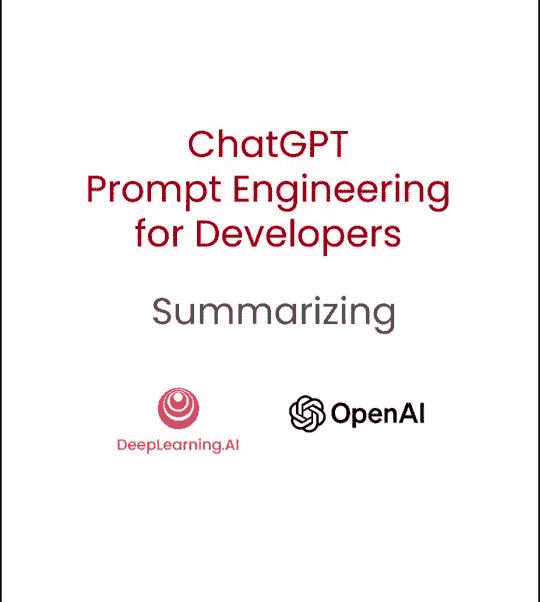 ChatGPT
Prompt Engineering
for Developers
Summarizing
DeepLearning.AI
OpenAI